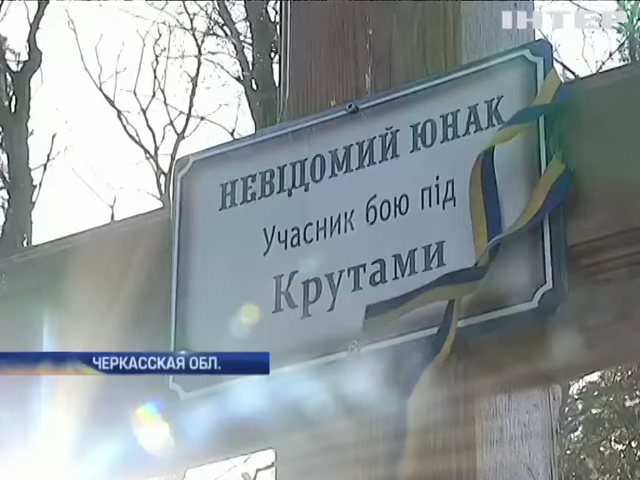 ІНТЕР
НЕВІДОМИЙ ЮНАК
Учасник бою під
Крутами
ЧЕРКАССКАЯ ОБЛ.